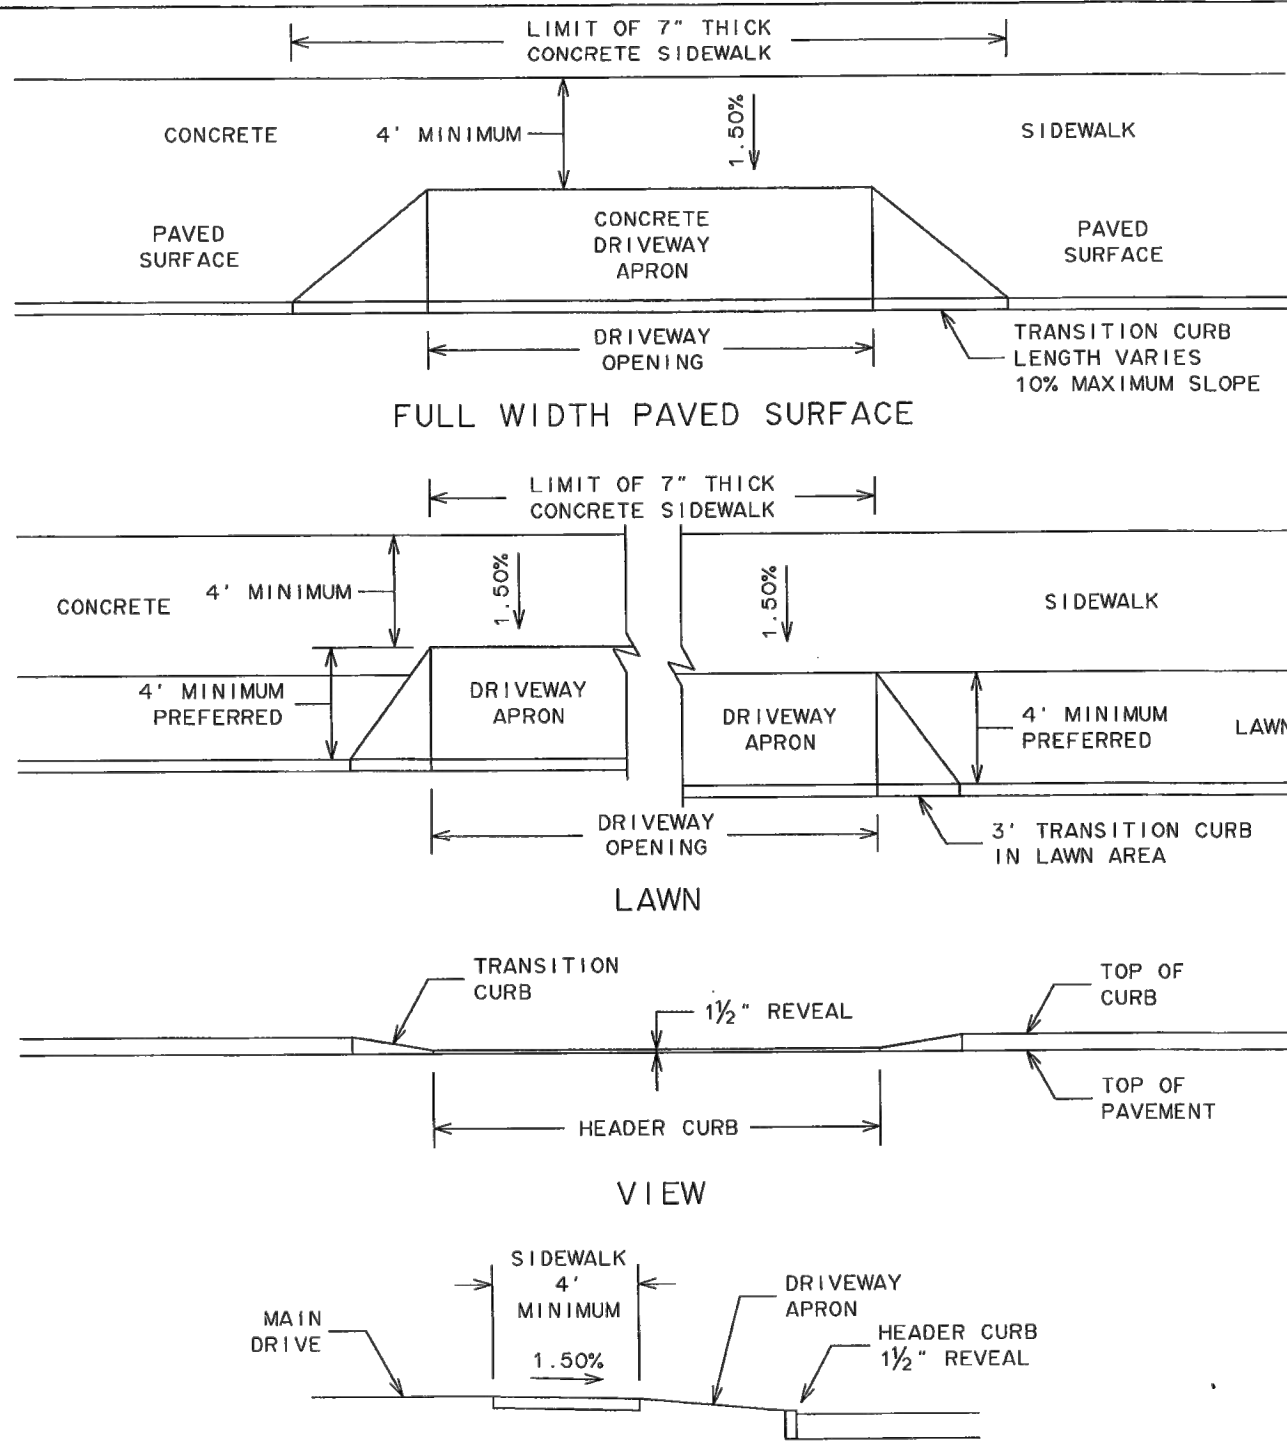 LIMIT OF 7" THICK
CONCRETE SIDEWALK
CONCRETE
4' MINIMUM
1.50%
SIDEWALK
PAVED
SURFACE
CONCRETE
DRIVEWAY
APRON
PAVED
SURFACE
DRIVEWAY
OPENING
TRANSITION CURB
LENGTH VARIES
10% MAXIMUM SLOPE
FULL WIDTH PAVED SURFACE
LIMIT OF 7" THICK
CONCRETE SIDEWALK
CONCRETE
4' MINIMUM
1.50%
1.50%
SIDEWALK
4' MINIMUM
PREFERRED
DRIVEWAY
APRON
DRIVEWAY
APRON
4' MINIMUM
PREFERRED
LAWN
DRIVEWAY
OPENING
3' TRANSITION CURB
IN LAWN AREA
LAWN
TRANSITION
CURB
1½" REVEAL
TOP OF
CURB
HEADER CURB
TOP OF
PAVEMENT
VIEW
SIDEWALK
4'
MINIMUM
MAIN
DRIVE
1.50%
DRIVEWAY
APRON
HEADER CURB
1½" REVEAL